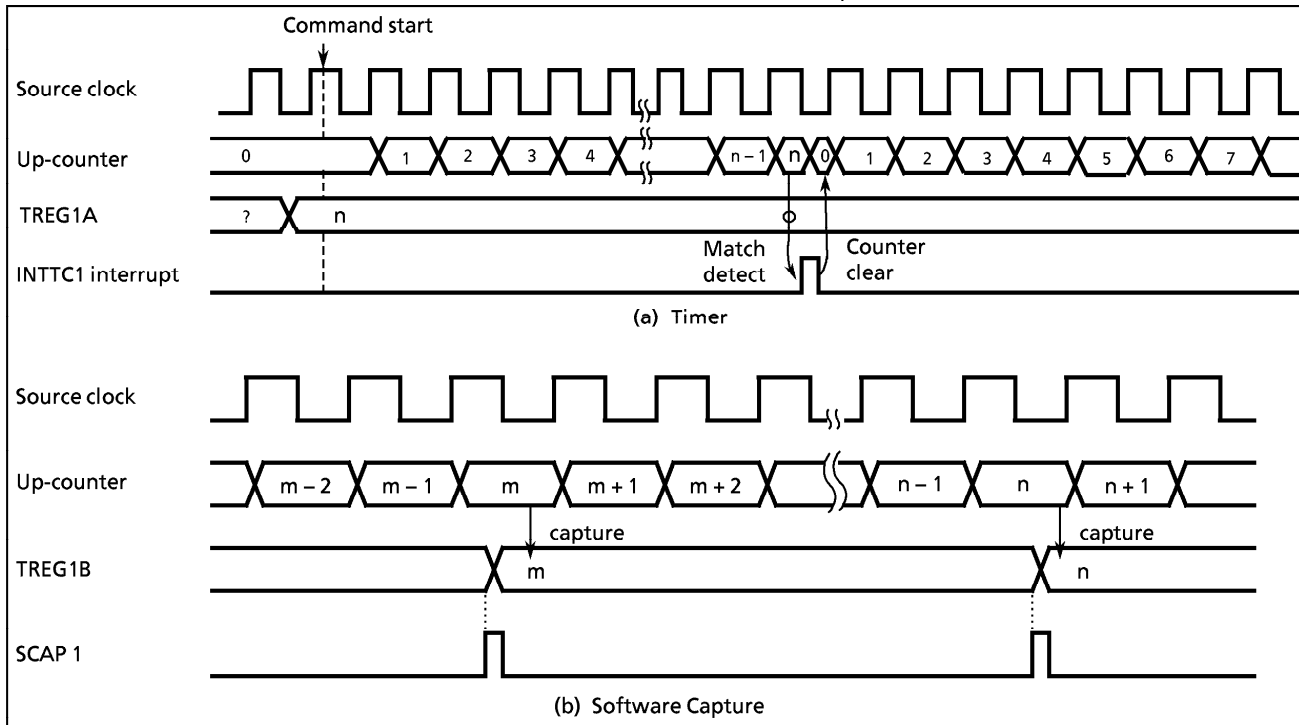 Command start
Source clock
Up-counter 0 1 2 3 4 n – 1 n 0 1 2 3 4 5 6 7
TREG1A ? n
Match detect
Counter clear
INTTC1 interrupt
(a) Timer
Source clock
Up-counter m – 2 m – 1 m m + 1 m + 2 n – 1 n n + 1
capture capture
TREG1B m n
SCAP 1
(b) Software Capture